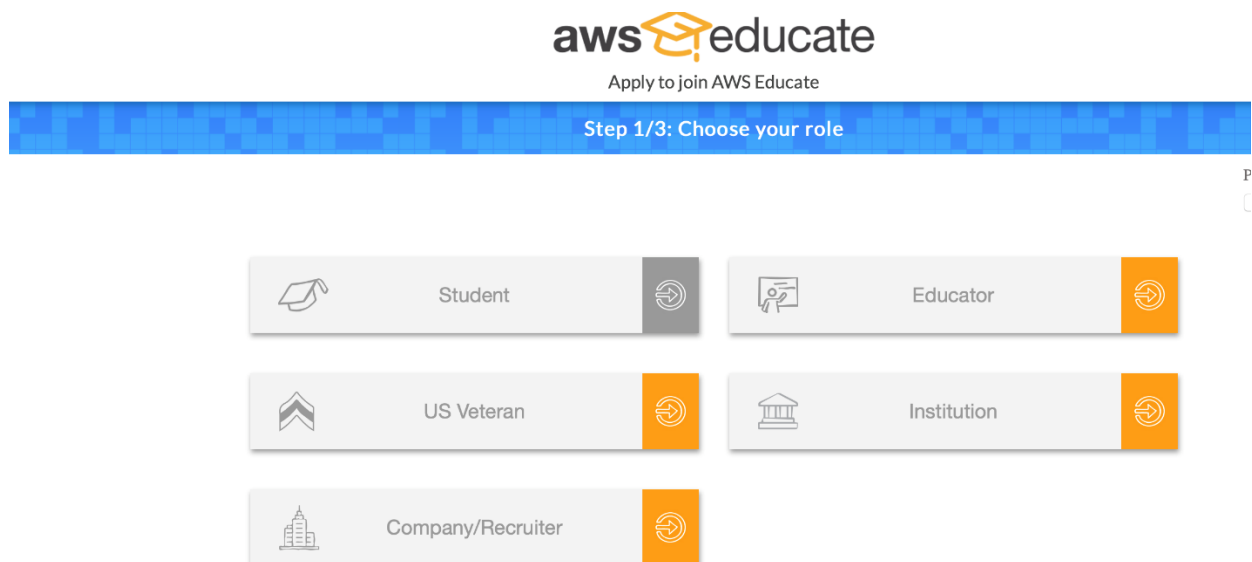 aws educate
Apply to join AWS Educate
Step 1/3: Choose your role
P
Student
Educator
US Veteran
Institution
Company/Recruiter